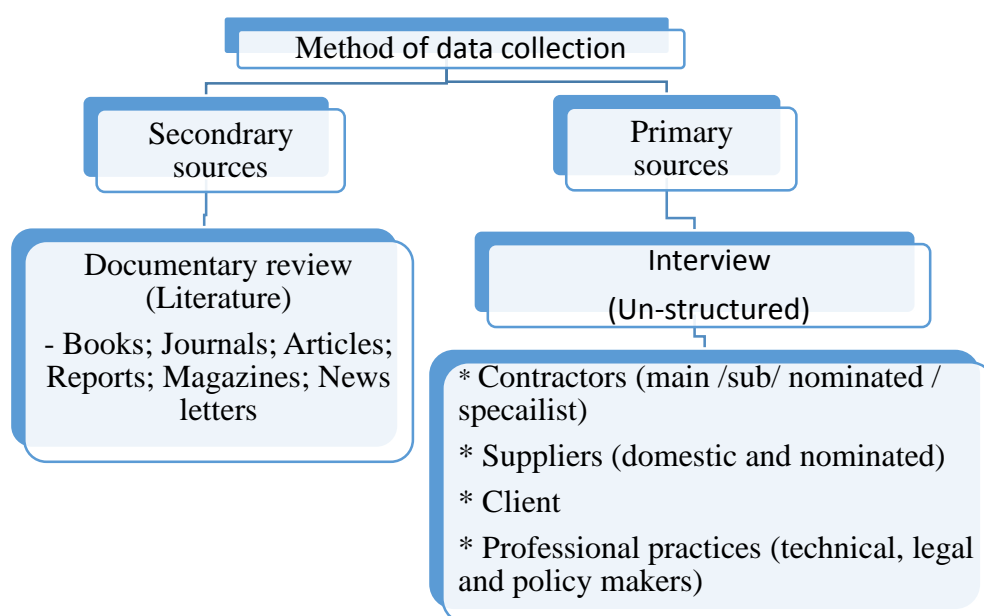 Method of data collection
Secondrary
sources
Primary
sources
Documentary review
(Literature)
- Books; Journals; Articles;
Reports; Magazines; News
letters
Interview
(Un-structured)
* Contractors (main /sub/ nominated /
specailist)
* Suppliers (domestic and nominated)
* Client
* Professional practices (technical, legal
and policy makers)